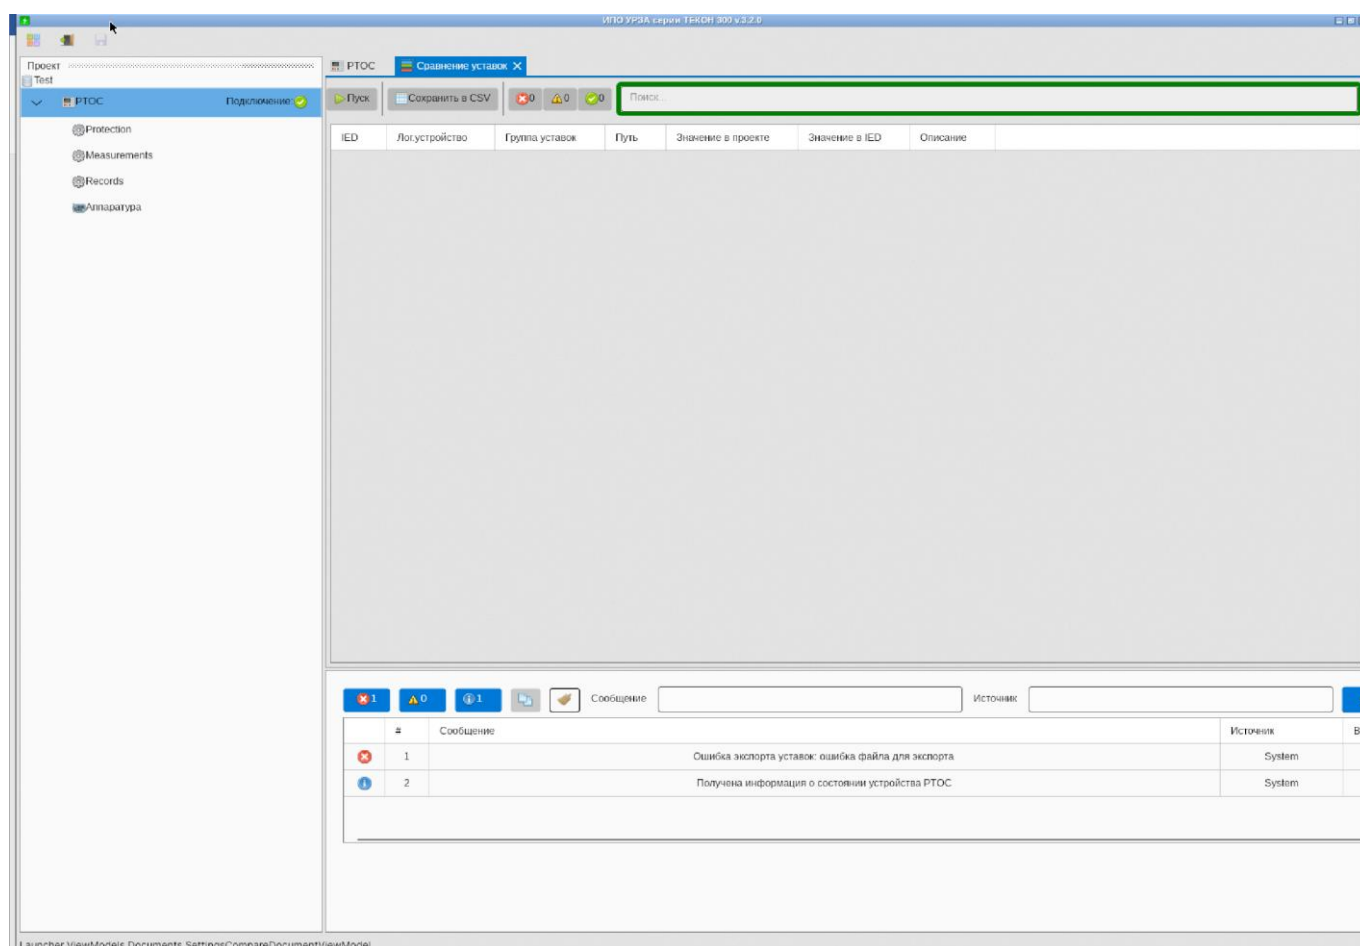 ИПО УРЗА серии ТЕКОН 300 v.3.2.0
Проект
Test
PTOC Подключение:
Protection
Measurements
Records
Аппаратура
PTOC Сравнение уставок
Пуск Сохранить в CSV 0 0 0 Поиск...
IED Лог.устройство Группа уставок Путь Значение в проекте Значение в IED Описание
1 0 1 Сообщение Источник
# Сообщение Источник В
1 Ошибка экспорта уставок: ошибка файла для экспорта System
2 Получена информация о состоянии устройства PTOC System
Launcher.ViewModels.Documents.SettingsCompareDocumentViewModel